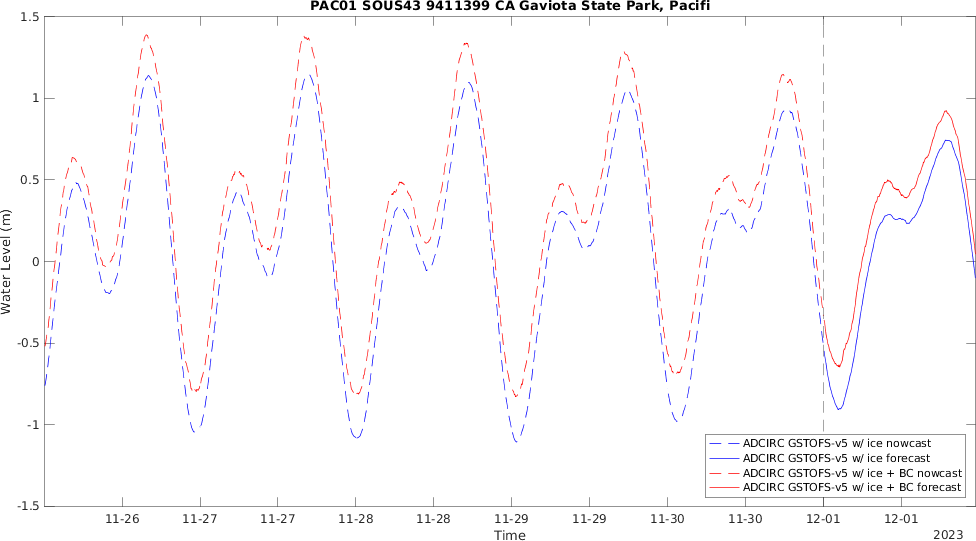 PAC01 SOUS43 9411399 CA Gaviota State Park, Pacifi
1.5
1
0.5
0
-0.5
-1
-1.5
Water Level (m)
11-26
11-27
11-27
11-28
11-28
11-29
11-29
11-30
11-30
12-01
12-01
Time
2023
ADCIRC GSTOFS-v5 w/ ice nowcast
ADCIRC GSTOFS-v5 w/ ice forecast
ADCIRC GSTOFS-v5 w/ ice + BC nowcast
ADCIRC GSTOFS-v5 w/ ice + BC forecast